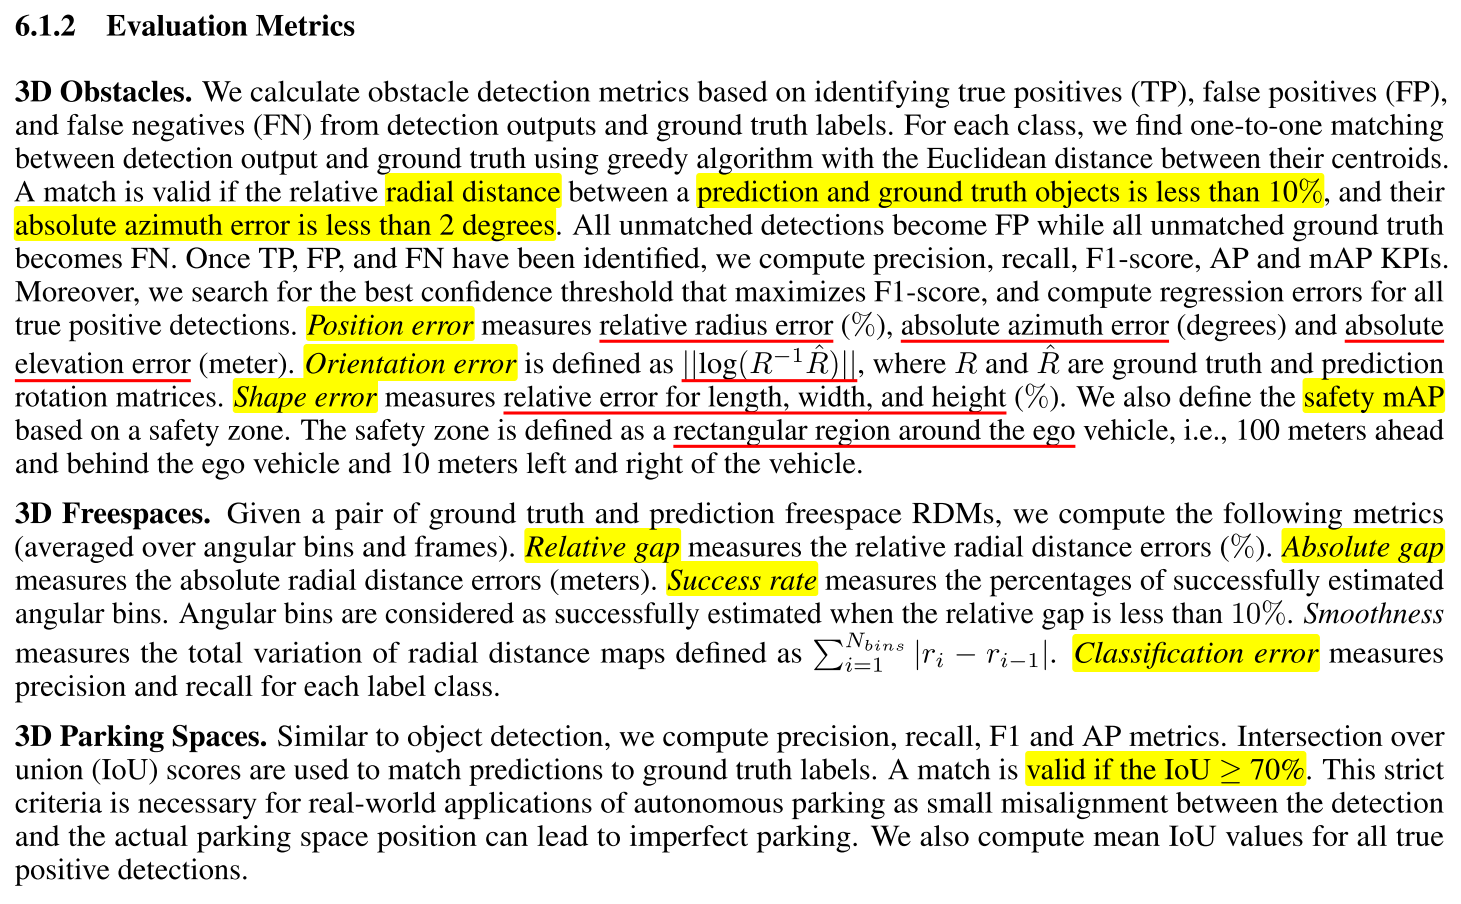 6.1.2 Evaluation Metrics
3D Obstacles. We calculate obstacle detection metrics based on identifying true positives (TP), false positives (FP),
and false negatives (FN) from detection outputs and ground truth labels. For each class, we find one-to-one matching
between detection output and ground truth using greedy algorithm with the Euclidean distance between their centroids.
A match is valid if the relative radial distance between a prediction and ground truth objects is less than 10%, and their
absolute azimuth error is less than 2 degrees. All unmatched detections become FP while all unmatched ground truth
becomes FN. Once TP, FP, and FN have been identified, we compute precision, recall, F1-score, AP and mAP KPIs.
Moreover, we search for the best confidence threshold that maximizes F1-score, and compute regression errors for all
true positive detections. Position error measures relative radius error (%), absolute azimuth error (degrees) and absolute
elevation error (meter). Orientation error is defined as ||log(R⁻¹R̂)||, where R and R̂ are ground truth and prediction
rotation matrices. Shape error measures relative error for length, width, and height (%). We also define the safety mAP
based on a safety zone. The safety zone is defined as a rectangular region around the ego vehicle, i.e., 100 meters ahead
and behind the ego vehicle and 10 meters left and right of the vehicle.
3D Freespaces. Given a pair of ground truth and prediction freespace RDMs, we compute the following metrics
(averaged over angular bins and frames). Relative gap measures the relative radial distance errors (%). Absolute gap
measures the absolute radial distance errors (meters). Success rate measures the percentages of successfully estimated
angular bins. Angular bins are considered as successfully estimated when the relative gap is less than 10%. Smoothness
measures the total variation of radial distance maps defined as ∑_{i=1}^{N_{bins}} |r_i − r_{i−1}|. Classification error measures
precision and recall for each label class.
3D Parking Spaces. Similar to object detection, we compute precision, recall, F1 and AP metrics. Intersection over
union (IoU) scores are used to match predictions to ground truth labels. A match is valid if the IoU ≥ 70%. This strict
criteria is necessary for real-world applications of autonomous parking as small misalignment between the detection
and the actual parking space position can lead to imperfect parking. We also compute mean IoU values for all true
positive detections.